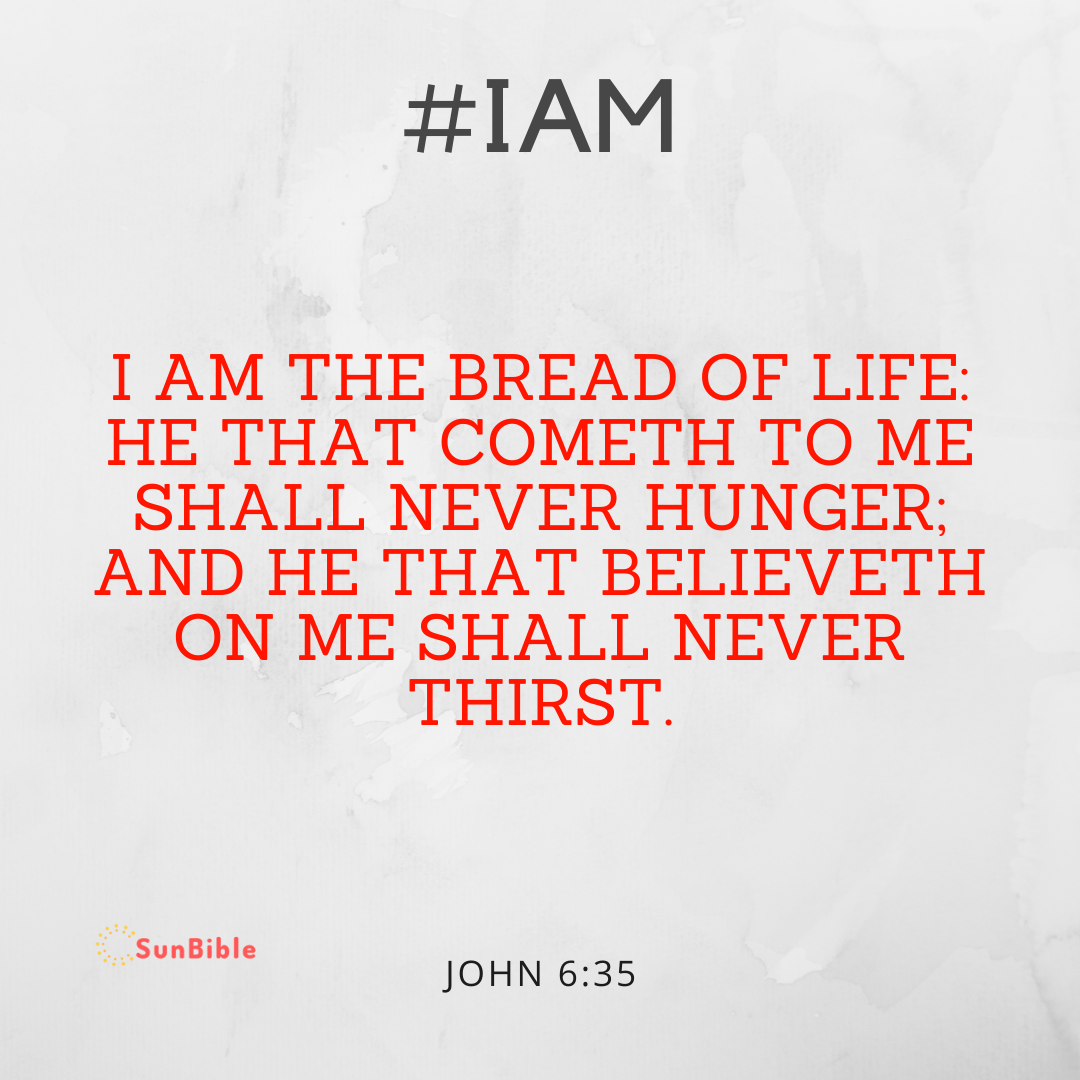 #IAM
I AM THE BREAD OF LIFE:
HE THAT COMETH TO ME
SHALL NEVER HUNGER;
AND HE THAT BELIEVETH
ON ME SHALL NEVER
THIRST.
SunBible
JOHN 6:35